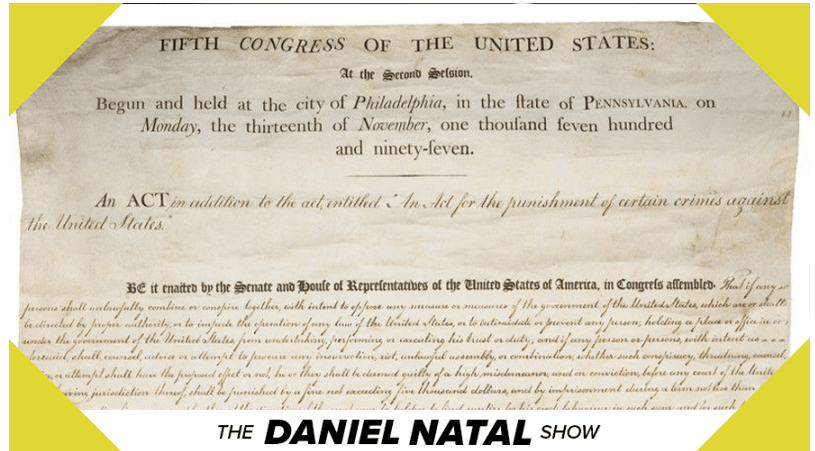 FIFTH CONGRESS OF THE UNITED STATES:
At the Second Seſſion,
Begun and held at the city of Philadelphia, in the ſtate of PENNSYLVANIA, on
Monday, the thirteenth of November, one thouſand ſeven hundred
and ninety-ſeven.
An ACT in addition to the act, entitled "An Act for the punishment of certain crimes against
the United States."
BE it enacted by the Senate and Houſe of Repreſentatives of the United States of America, in Congreſs aſſembled. That if any
persons shall unlawfully combine or conspire together, with intent to oppose any measure or measures of the government of the United States, which are or shall
be directed by proper authority, or to impede the operation of any law of the United States, or to intimidate or prevent any person, holding a place or office in or
under the government of the United States, from undertaking, performing or executing his trust or duty; and if any person or persons, with intent as
aforesaid, shall counsel, advise or attempt to procure any insurrection, riot, unlawful assembly, or combination, whether such conspiracy, threatening, counsel,
or attempt shall have the proposed effect or not, he or they shall be deemed guilty of a high misdemeanor, and on conviction, before any court of the United
having jurisdiction thereof, shall be punished by a fine not exceeding five thousand dollars, and by imprisonment during a term not less than
THE DANIEL NATAL SHOW